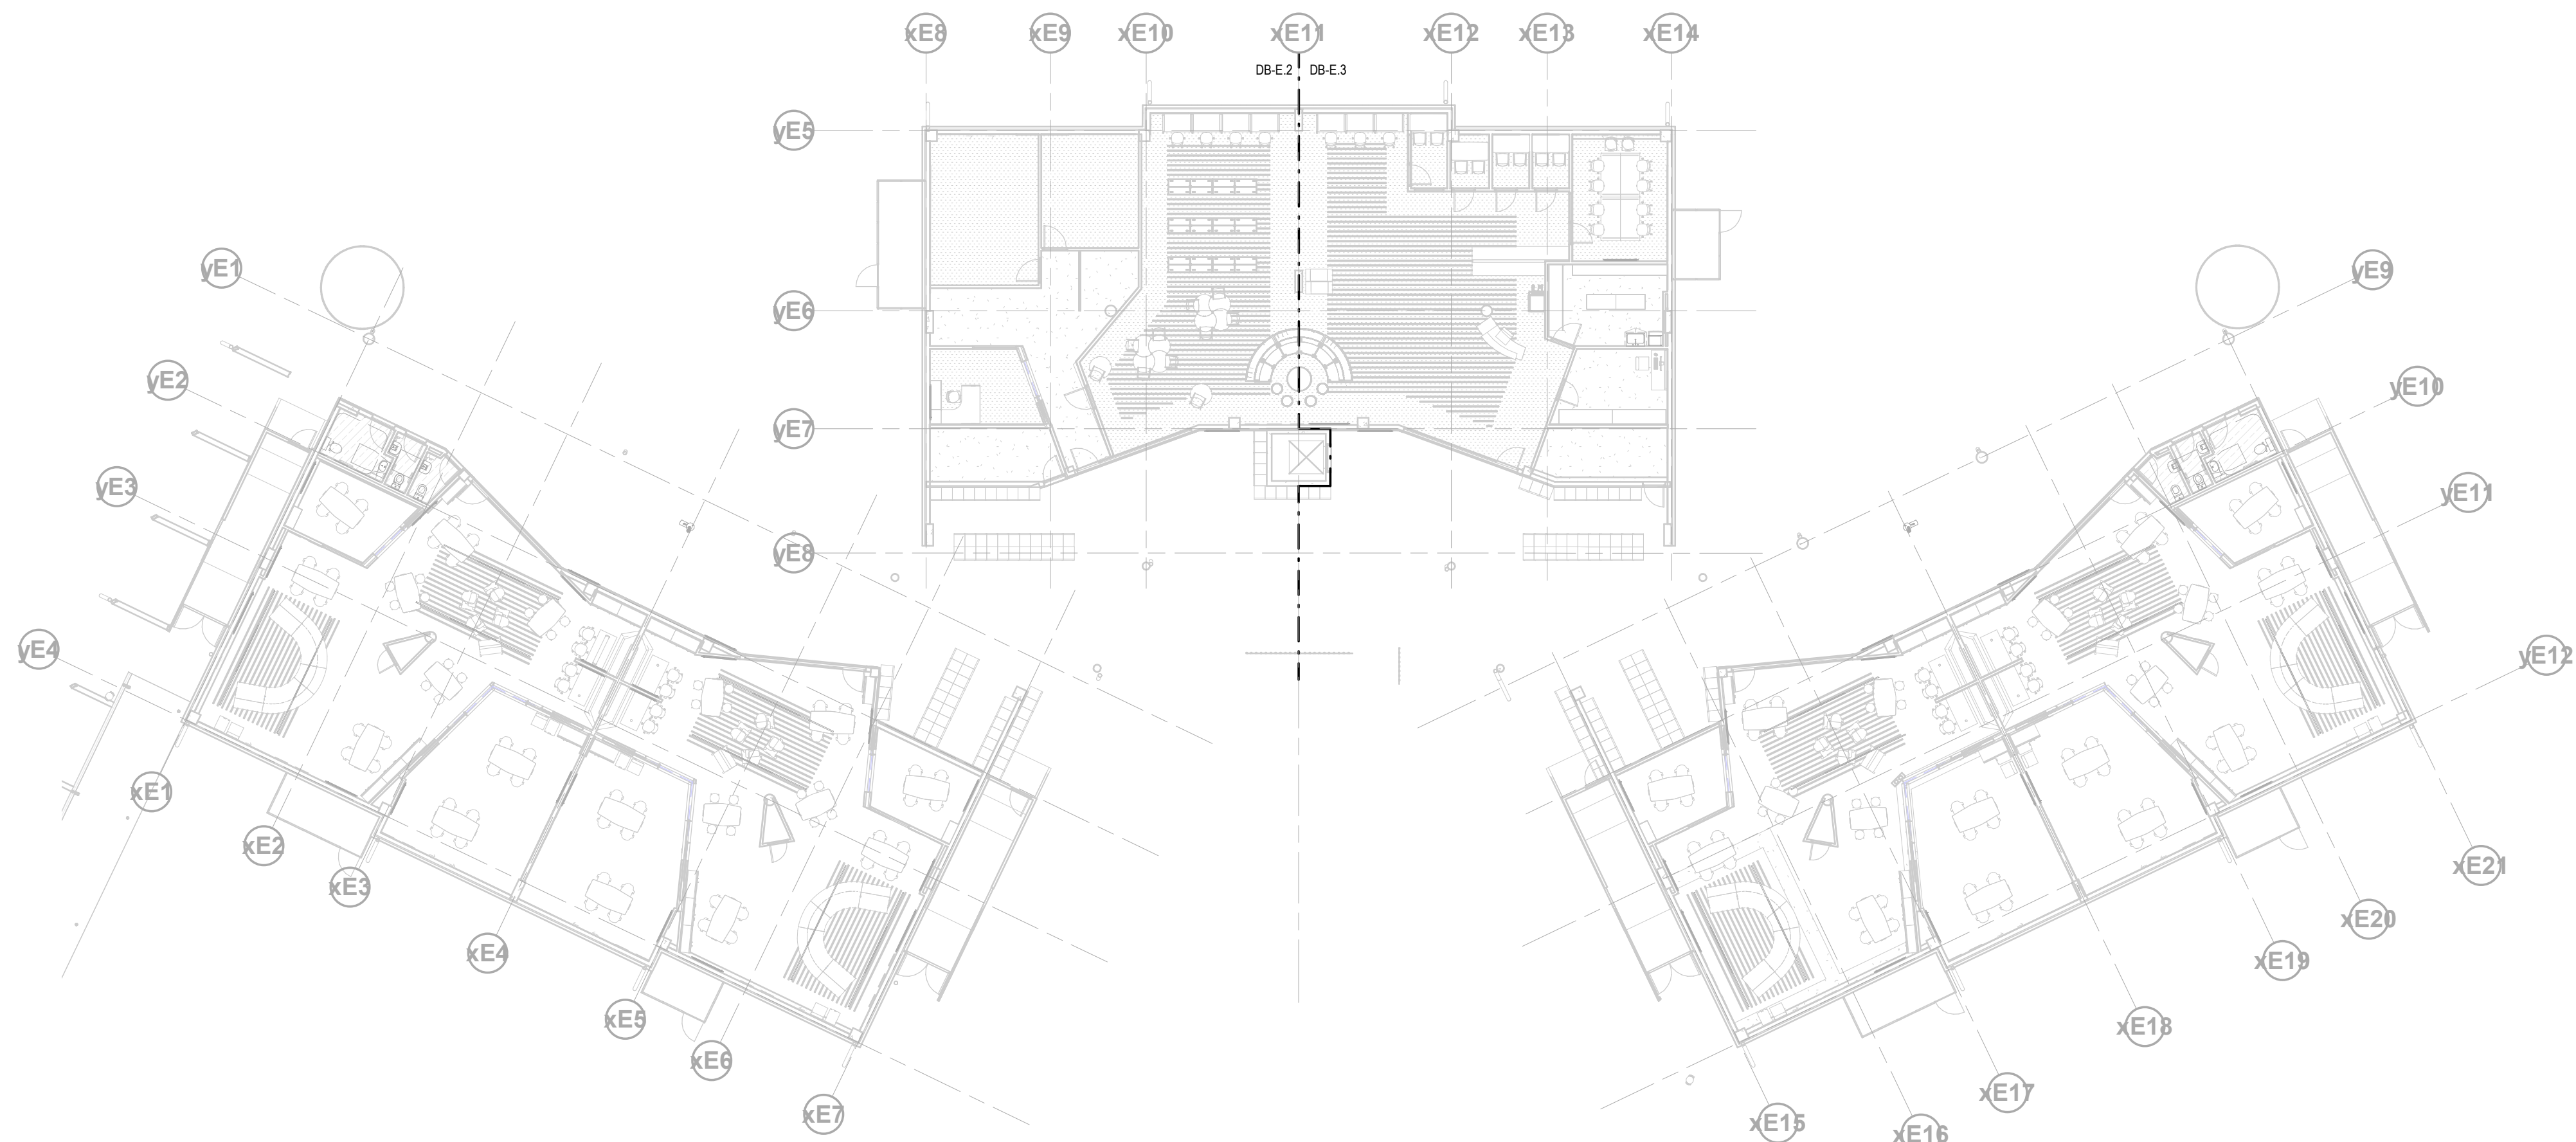 xE8 xE9 xE10 xE11 xE12 xE13 xE14
DB-E.2 DB-E.3
yE5
yE1
yE9
yE6
yE2
yE10
yE7
yE3
yE11
yE8
yE4
yE12
xE1
xE2
xE21
xE3
xE20
xE4
xE19
xE5
xE18
xE6
xE17
xE7
xE15
xE16